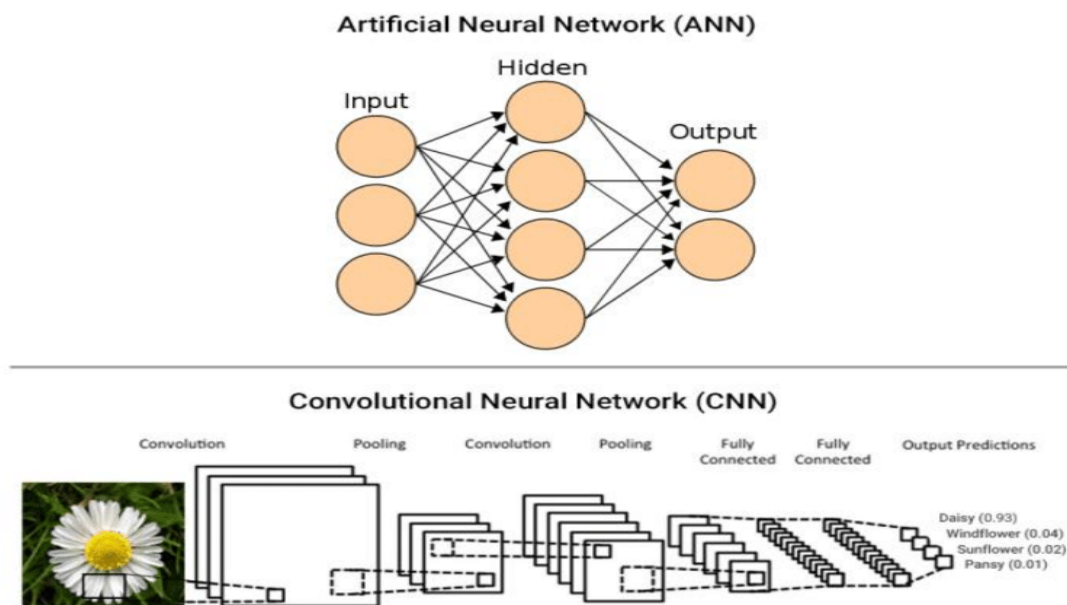 Artificial Neural Network (ANN)
Hidden
Input
Output
Convolutional Neural Network (CNN)
Convolution
Pooling
Convolution
Pooling
Fully
Connected
Fully
Connected
Output Predictions
Daisy (0.93)
Windflower (0.04)
Sunflower (0.02)
Pansy (0.01)